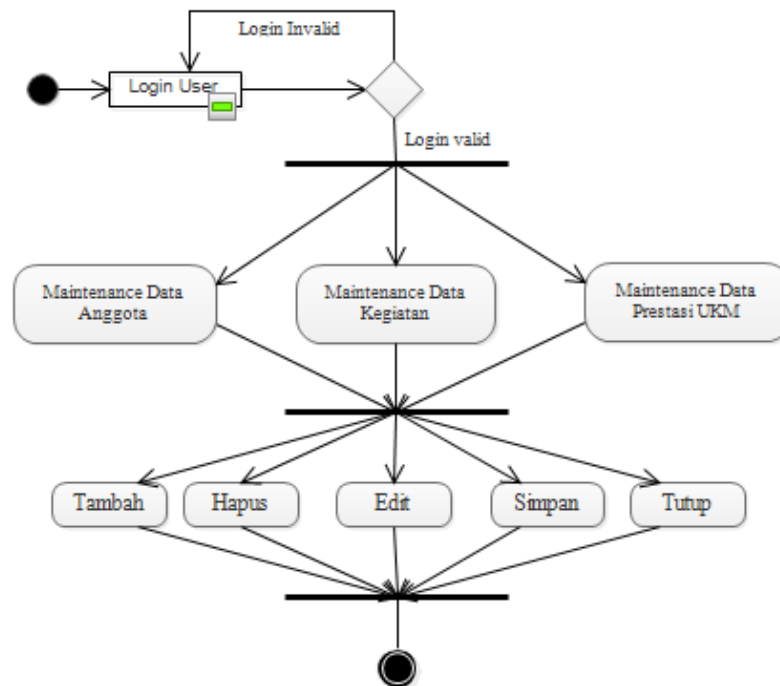 Login Invalid
Login User
Login valid
Maintenance Data
Anggota
Maintenance Data
Kegiatan
Maintenance Data
Prestasi UKM
Tambah
Hapus
Edit
Simpan
Tutup